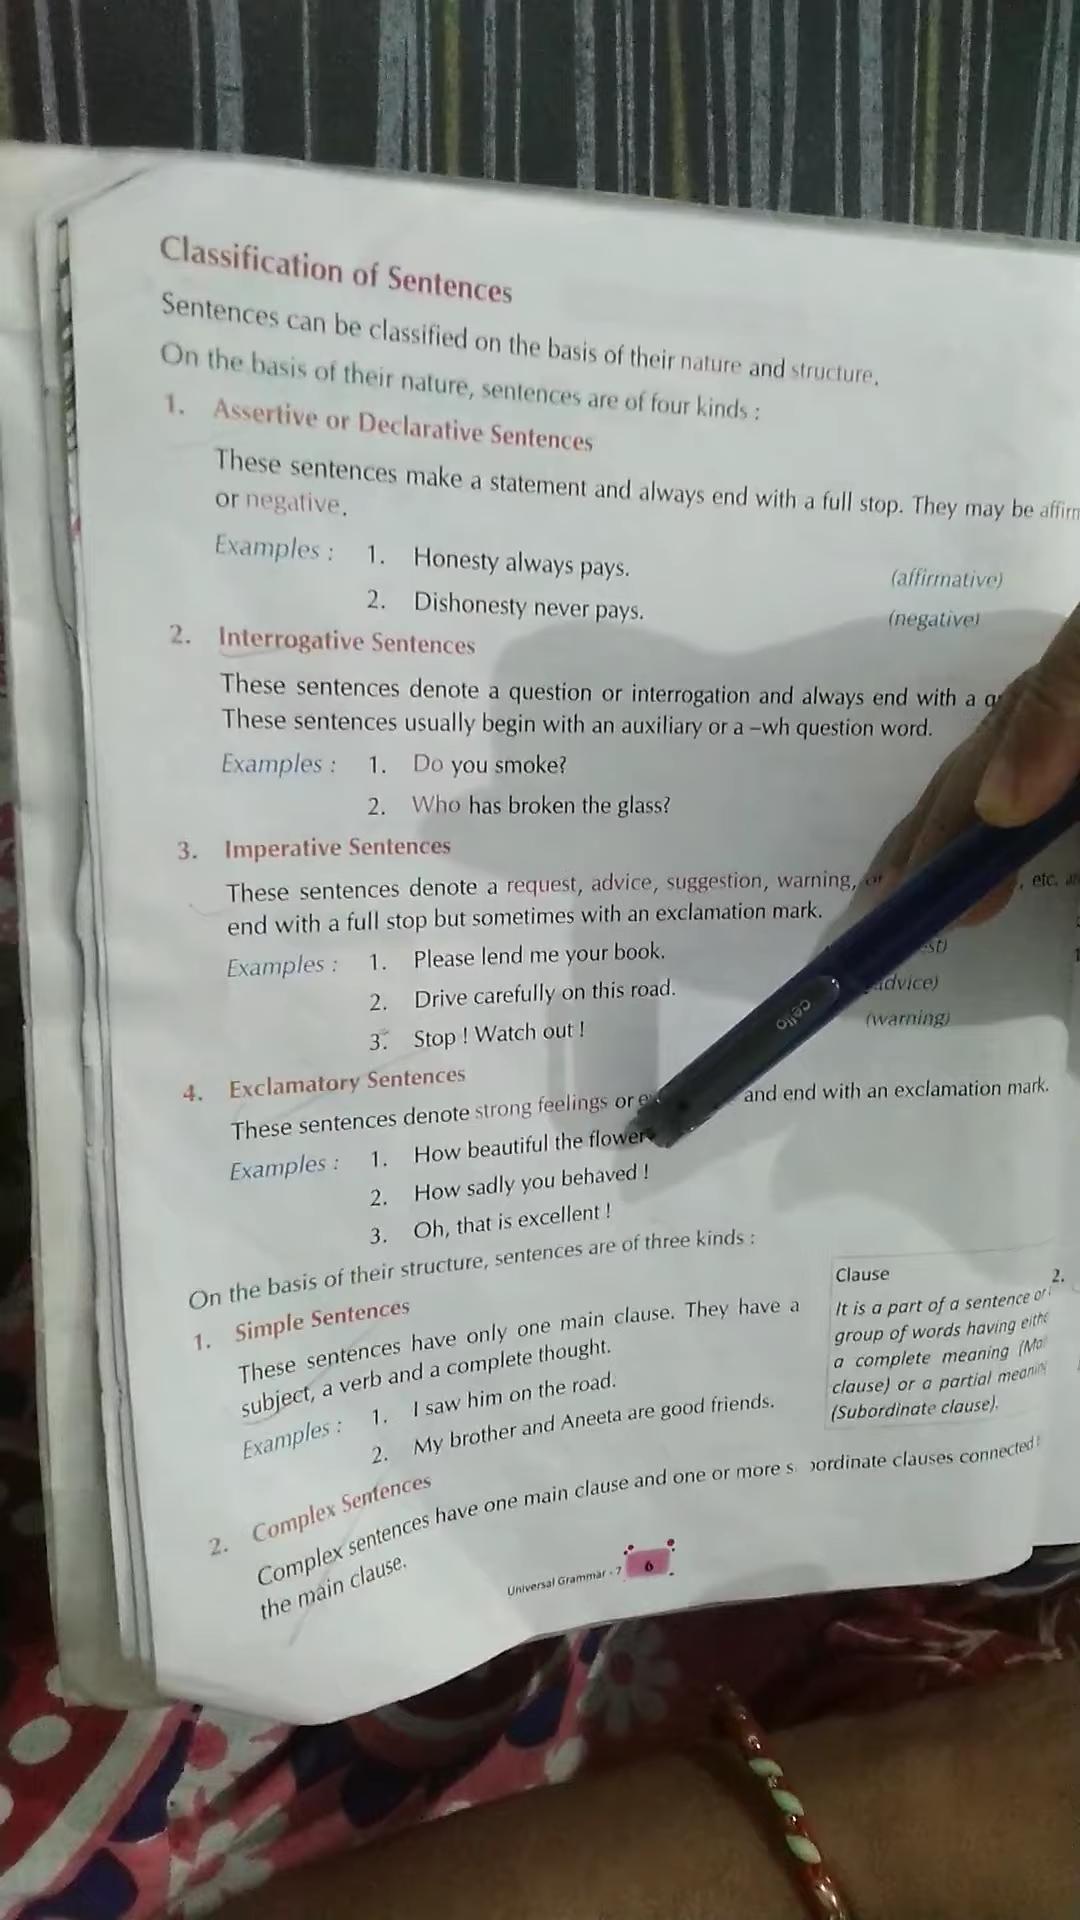 Classification of Sentences
Sentences can be classified on the basis of their nature and structure.
On the basis of their nature, sentences are of four kinds :
1. Assertive or Declarative Sentences
These sentences make a statement and always end with a full stop. They may be
or negative.
Examples : 1. Honesty always pays. (affirmative)
2. Dishonesty never pays. (negative)
2. Interrogative Sentences
These sentences denote a question or interrogation and always end with a
These sentences usually begin with an auxiliary or a –wh question word.
Examples : 1. Do you smoke?
2. Who has broken the glass?
3. Imperative Sentences
These sentences denote a request, advice, suggestion, warning, , etc.
end with a full stop but sometimes with an exclamation mark.
Examples : 1. Please lend me your book.
2. Drive carefully on this road. advice)
3. Stop ! Watch out ! (warning)
4. Exclamatory Sentences
These sentences denote strong feelings or and end with an exclamation mark.
Examples : 1. How beautiful the
2. How sadly you behaved !
3. Oh, that is excellent !
On the basis of their structure, sentences are of three kinds :
1. Simple Sentences
These sentences have only one main clause. They have a
subject, a verb and a complete thought.
Examples : 1. I saw him on the road.
2. My brother and Aneeta are good friends.
Clause
It is a part of a sentence or
group of words having
a complete meaning
clause) or a partial
(Subordinate clause).
2.
2. Complex Sentences
Complex sentences have one main clause and one or more clauses connected
the main clause.
Universal Grammar - 7 6
cello